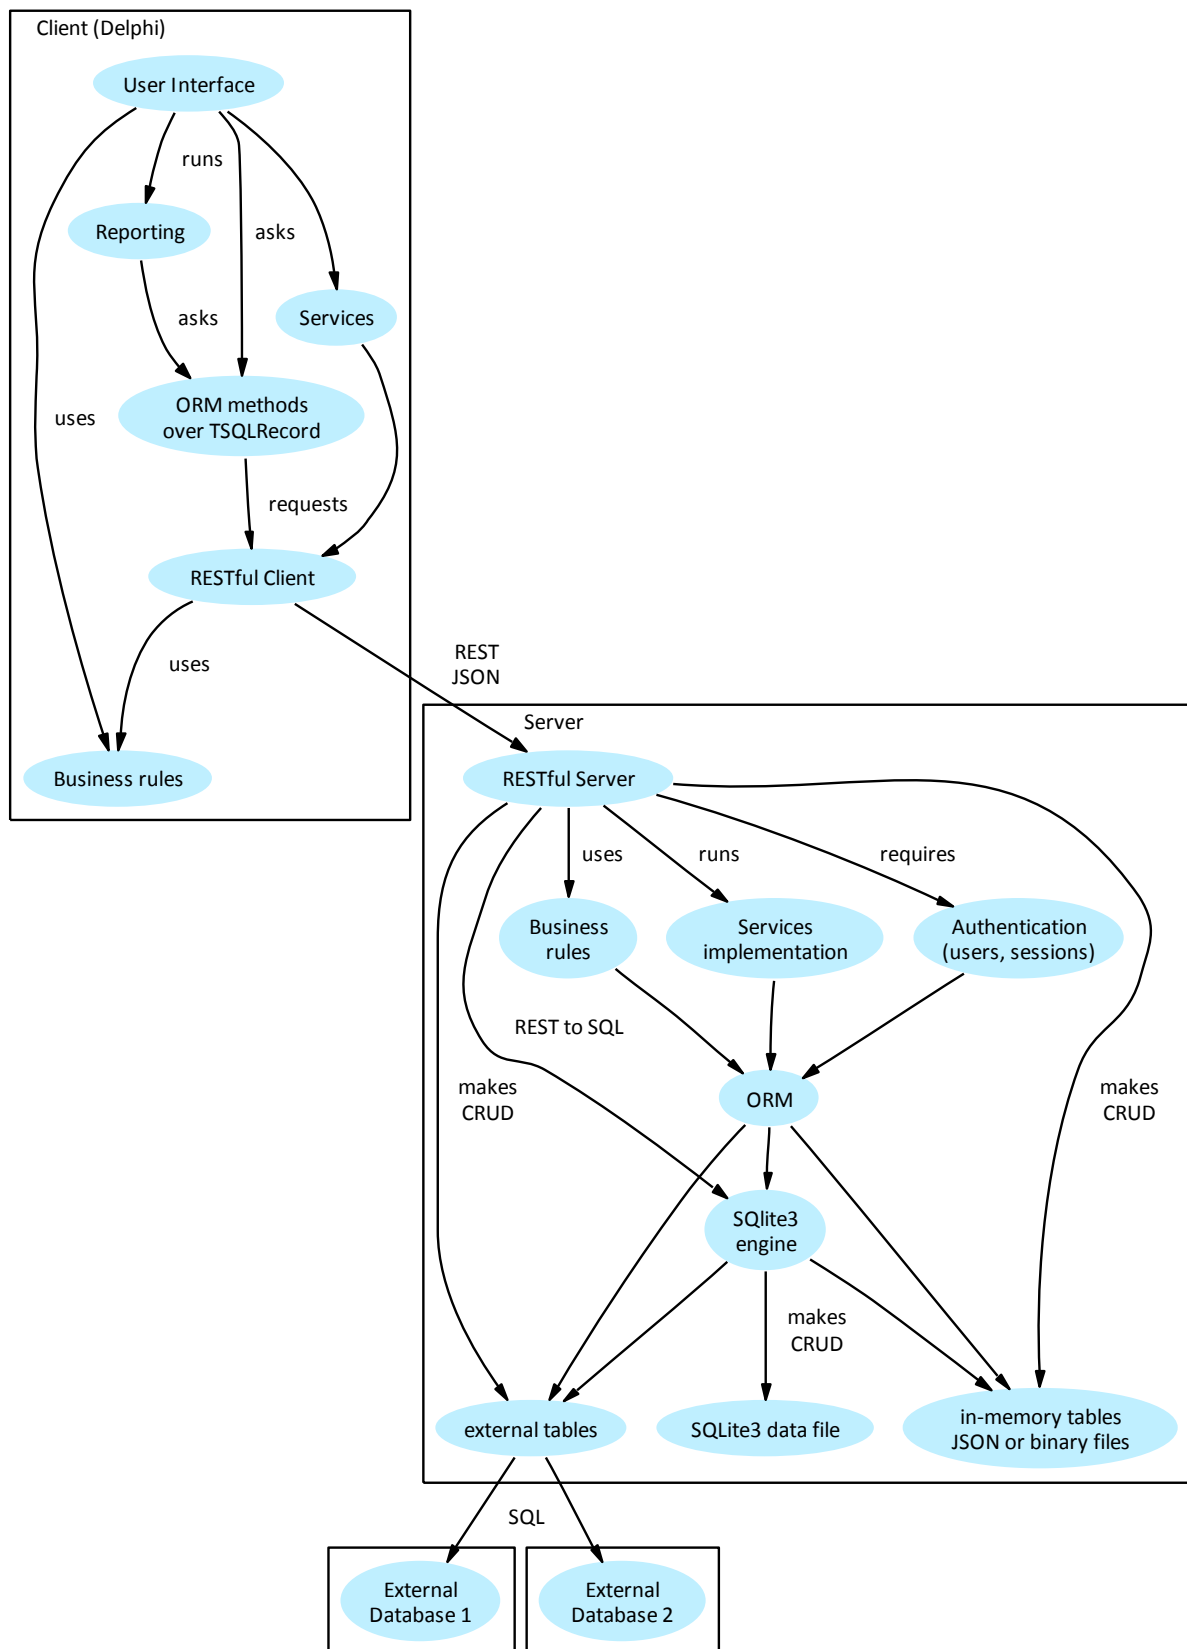 Client (Delphi)
User Interface
runs
Reporting
asks
asks
Services
uses
ORM methods
over TSQLRecord
requests
RESTful Client
uses
REST
JSON
Business rules
Server
RESTful Server
uses
runs
requires
Business
rules
Services
implementation
Authentication
(users, sessions)
REST to SQL
makes
CRUD
ORM
makes
CRUD
SQlite3
engine
makes
CRUD
external tables
SQLite3 data file
in-memory tables
JSON or binary files
SQL
External
Database 1
External
Database 2